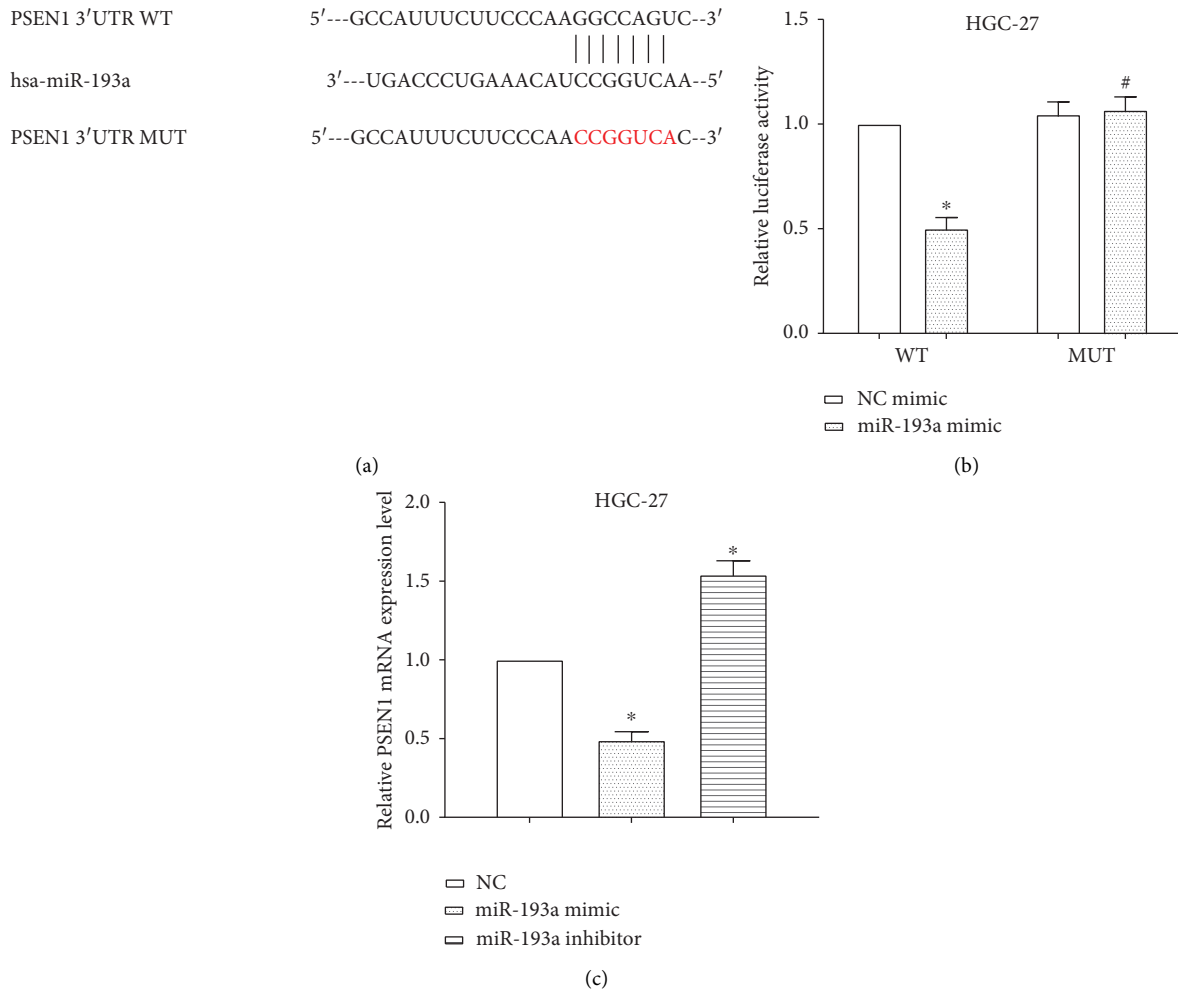 PSEN1 3′UTR WT 5′---GCCAUUUCUUCCCAAGGCCAGUC--3′
hsa-miR-193a 3′---UGACCCUGAAACAUCCGGUCAA--5′
PSEN1 3′UTR MUT 5′---GCCAUUUCUUCCCAACCGGUCAC--3′
(a)
HGC-27
Relative luciferase activity
1.5
1.0
0.5
0.0
*
#
WT MUT
NC mimic
miR-193a mimic
(b)
HGC-27
Relative PSEN1 mRNA expression level
2.0
1.5
1.0
0.5
0.0
*
*
NC
miR-193a mimic
miR-193a inhibitor
(c)